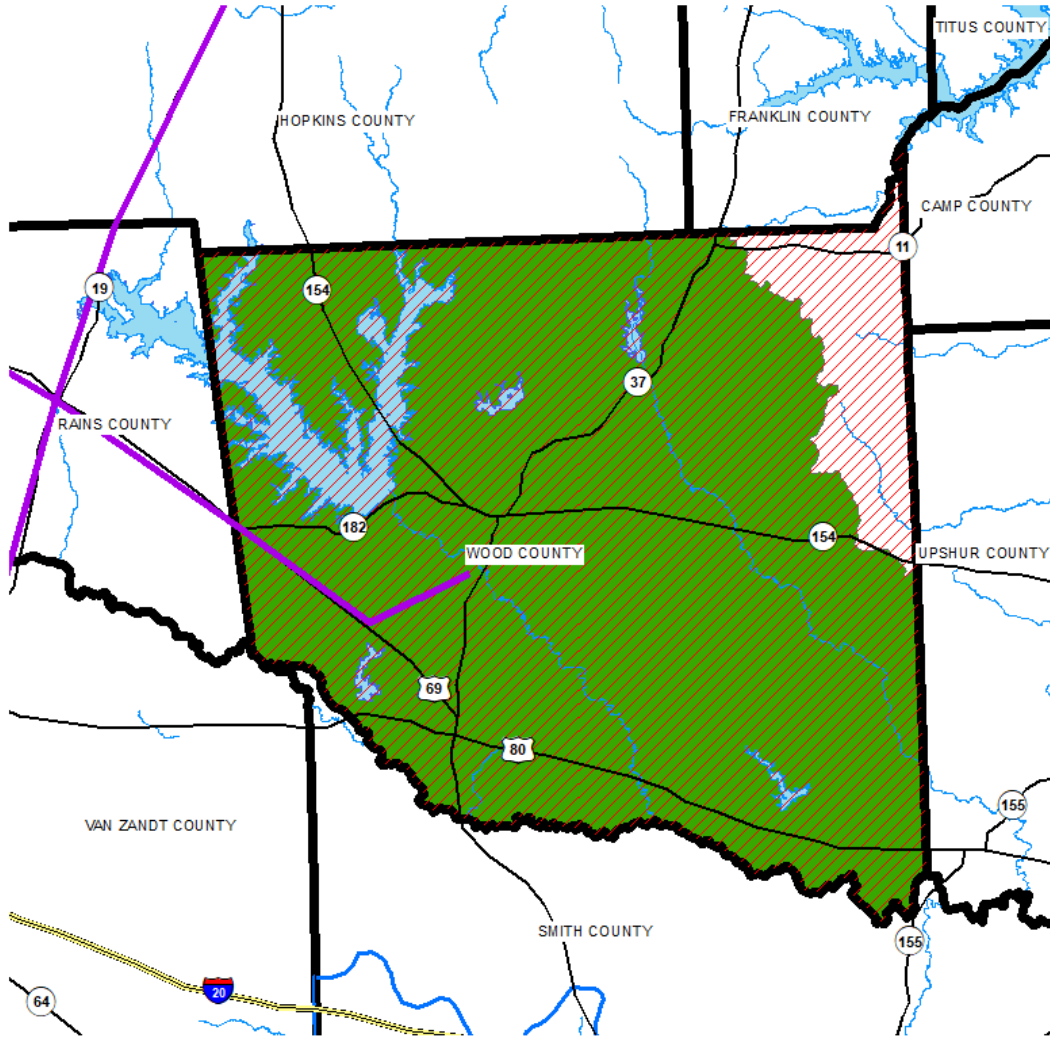 TITUS COUNTY
HOPKINS COUNTY
FRANKLIN COUNTY
CAMP COUNTY
11
19
154
37
RAINS COUNTY
182
154
WOOD COUNTY
UPSHUR COUNTY
69
80
155
VAN ZANDT COUNTY
SMITH COUNTY
155
20
64